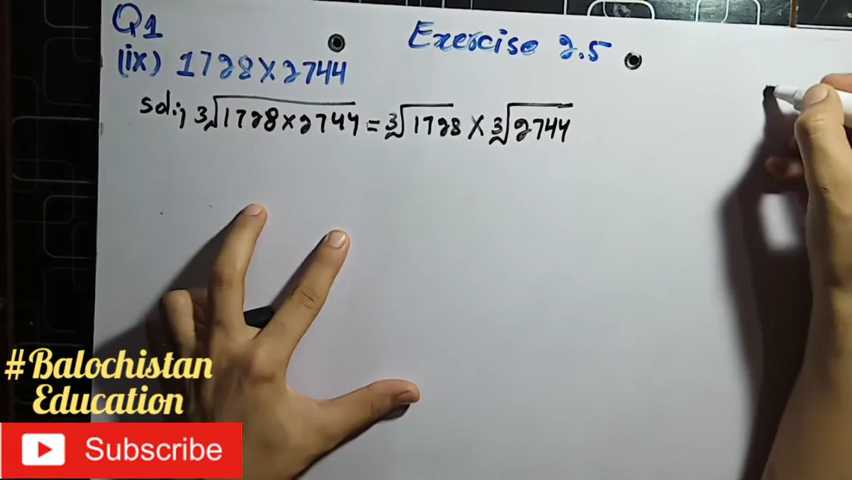 Q1
Exercise 2.5
(ix) 1728×2744
sol:, ∛1728×2744 = ∛1728 × ∛2744
#Balochistan
Education
Subscribe